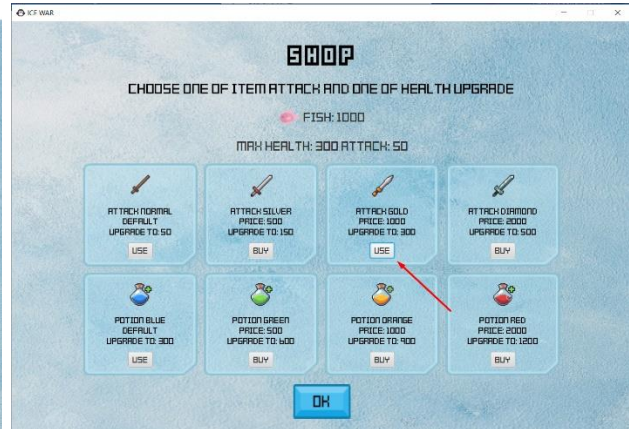 ICE WAR
SHOP
CHOOSE ONE OF ITEM ATTACK AND ONE OF HEALTH UPGRADE
FISH: 1000
MAX HEALTH: 300 ATTACK: 50
ATTACK NORMAL
DEFAULT
UPGRADE TO: 50
USE
ATTACK SILVER
PRICE: 500
UPGRADE TO: 150
BUY
ATTACK GOLD
PRICE: 1000
UPGRADE TO: 300
USE
ATTACK DIAMOND
PRICE: 2000
UPGRADE TO: 500
BUY
POTION BLUE
DEFAULT
UPGRADE TO: 300
USE
POTION GREEN
PRICE: 500
UPGRADE TO: 600
BUY
POTION ORANGE
PRICE: 1000
UPGRADE TO: 900
BUY
POTION RED
PRICE: 2000
UPGRADE TO: 1200
BUY
OK